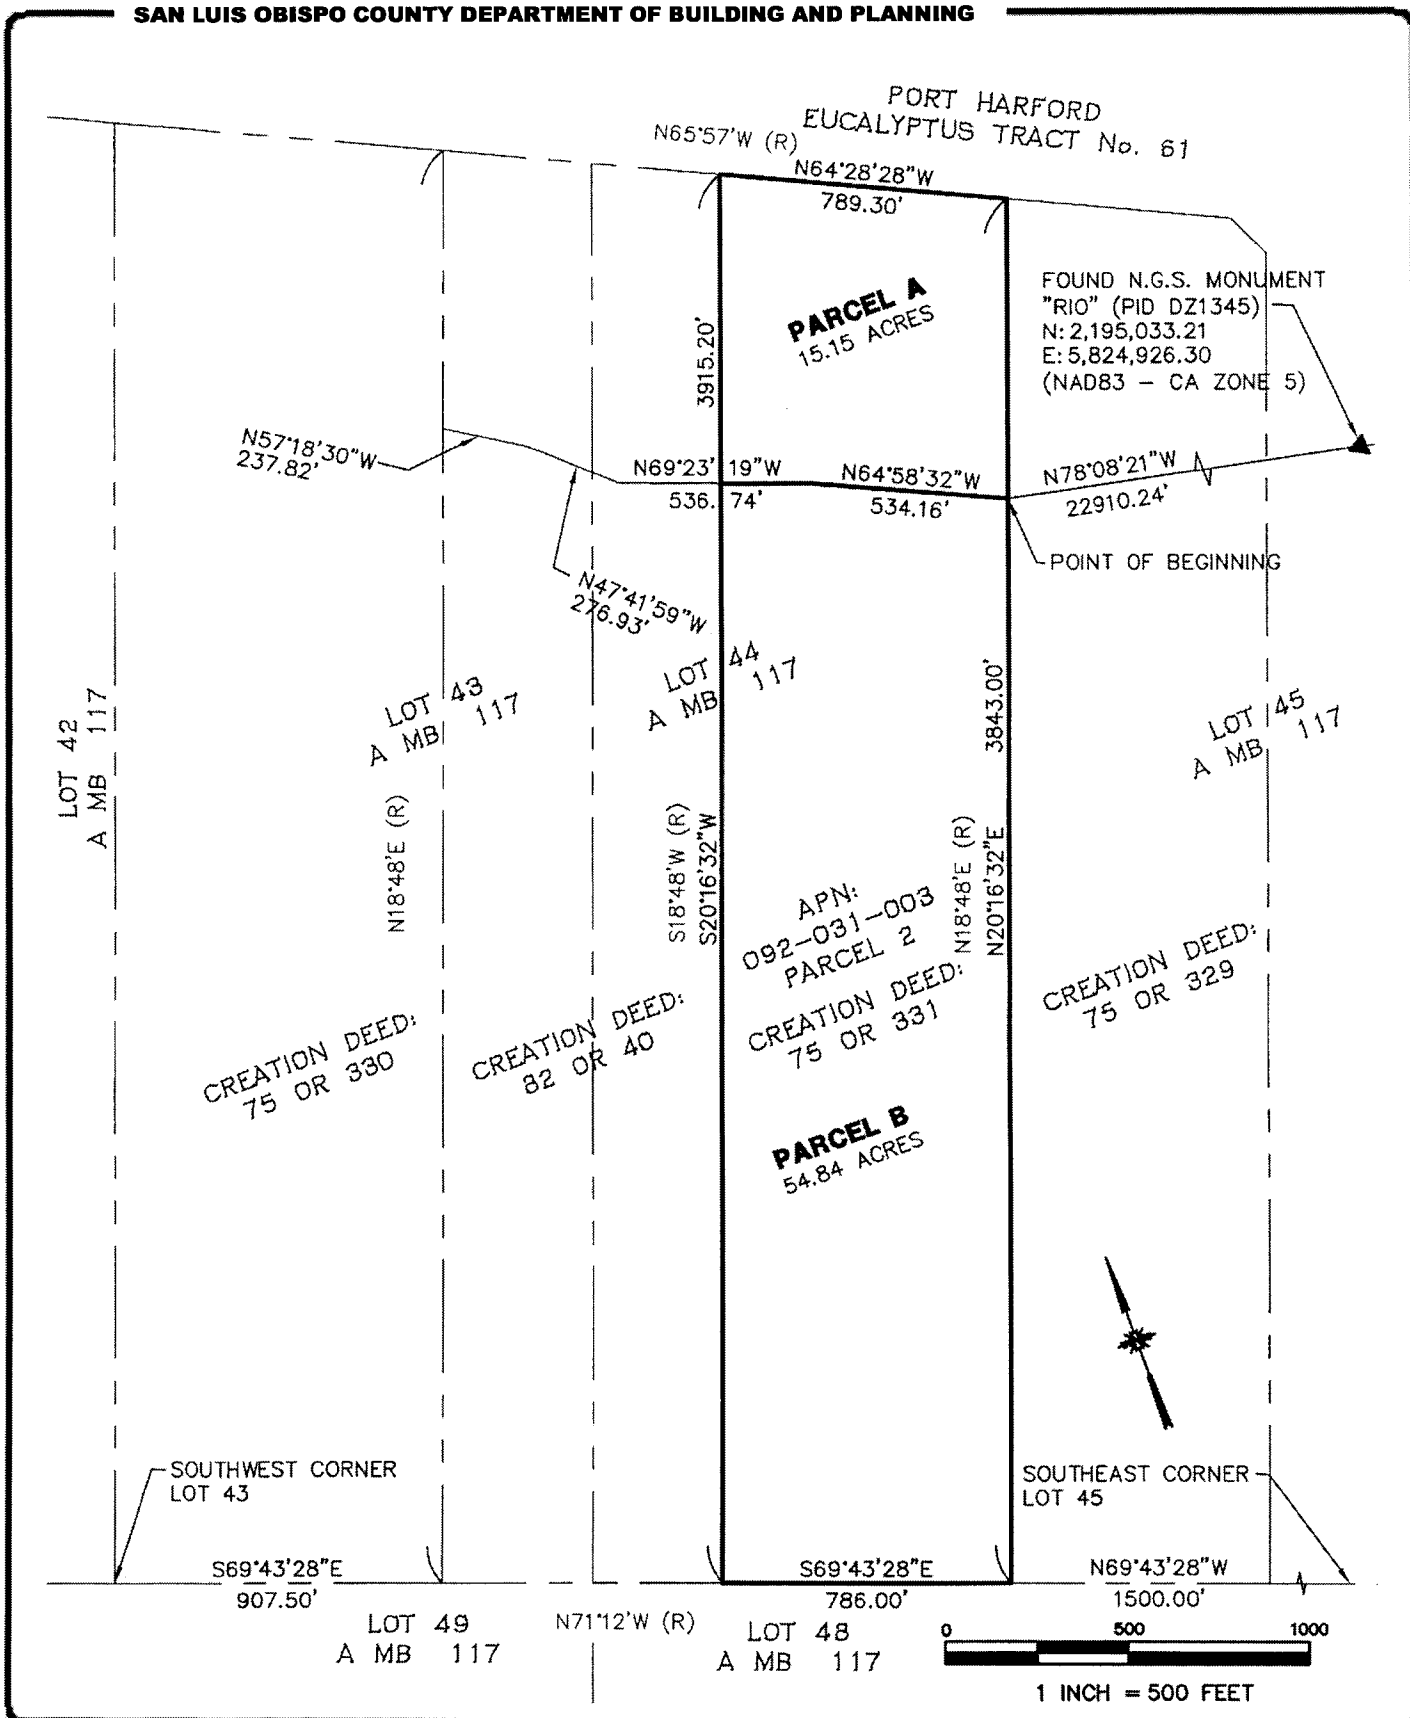 SAN LUIS OBISPO COUNTY DEPARTMENT OF BUILDING AND PLANNING
PORT HARFORD
EUCALYPTUS TRACT No. 61
N65°57'W (R)
N64°28'28"W
789.30'
PARCEL A
15.15 ACRES
3915.20'
FOUND N.G.S. MONUMENT
"RIO" (PID DZ1345)
N: 2,195,033.21
E: 5,824,926.30
(NAD83 – CA ZONE 5)
N57°18'30"W
237.82'
N69°23'19"W
536.74'
N64°58'32"W
534.16'
N78°08'21"W
22910.24'
POINT OF BEGINNING
N47°41'59"W
276.93'
LOT 42
A MB 117
LOT 43
A MB 117
LOT 44
A MB 117
3843.00'
LOT 45
A MB 117
N18°48'E (R)
S18°48'W (R)
S20°16'32"W
APN:
092-031-003
PARCEL 2
N18°48'E (R)
N20°16'32"E
CREATION DEED:
75 OR 330
CREATION DEED:
82 OR 40
CREATION DEED:
75 OR 331
CREATION DEED:
75 OR 329
PARCEL B
54.84 ACRES
SOUTHWEST CORNER
LOT 43
SOUTHEAST CORNER
LOT 45
S69°43'28"E
907.50'
S69°43'28"E
786.00'
N69°43'28"W
1500.00'
LOT 49
A MB 117
N71°12'W (R)
LOT 48
A MB 117
0 500 1000
1 INCH = 500 FEET